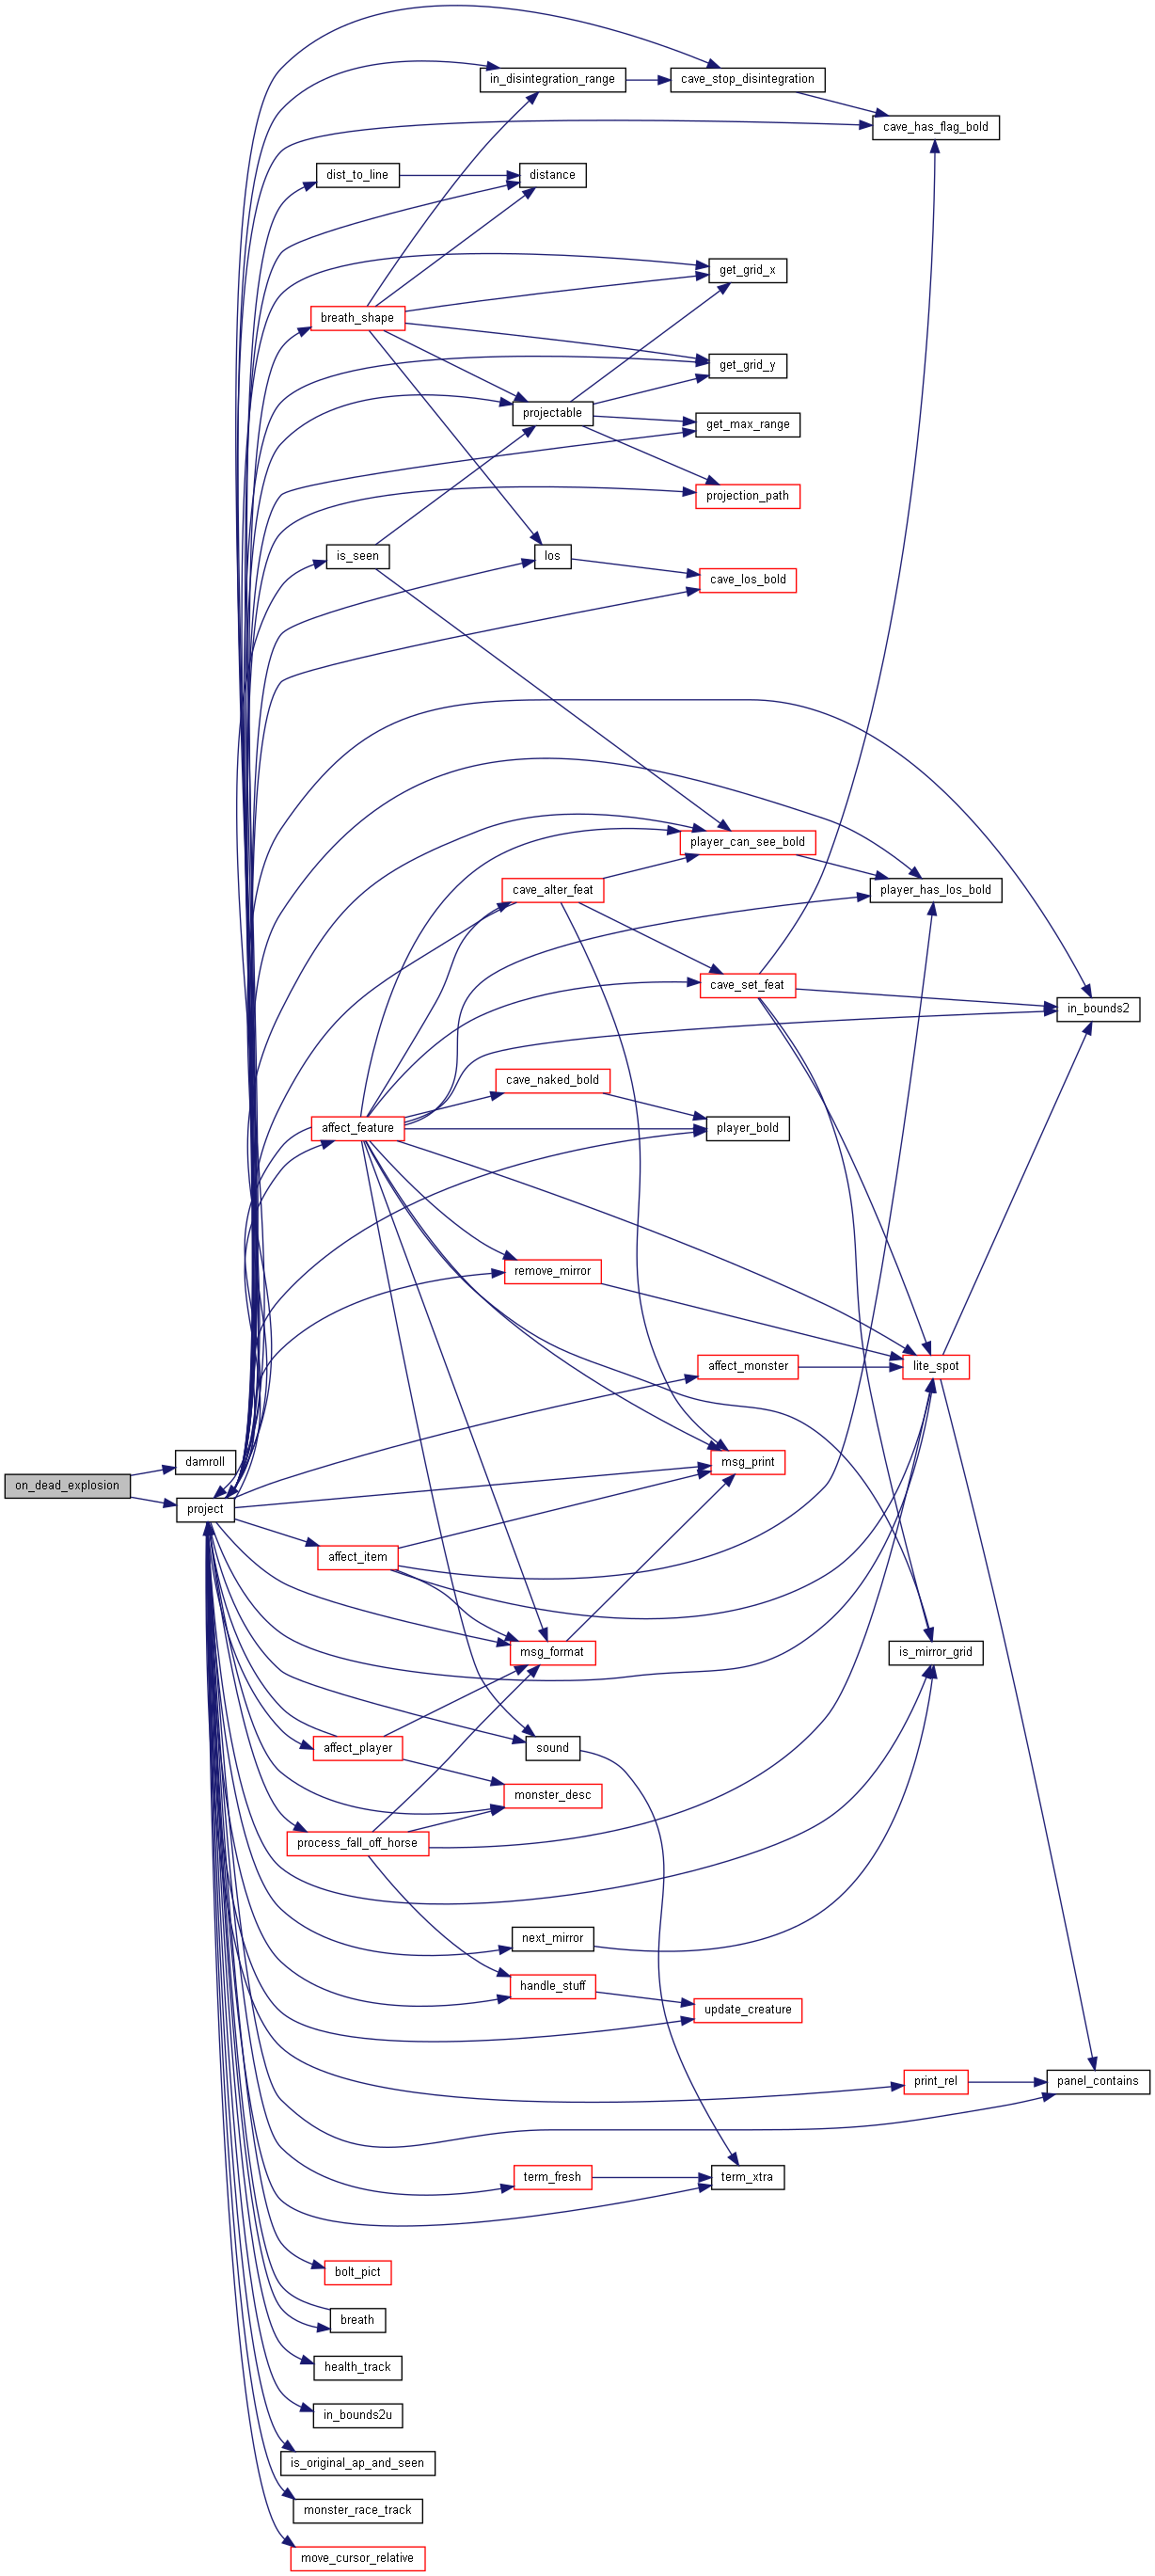 in_disintegration_range
cave_stop_disintegration
cave_has_flag_bold
dist_to_line
distance
get_grid_x
breath_shape
get_grid_y
projectable
get_max_range
projection_path
is_seen
los
cave_los_bold
player_can_see_bold
cave_alter_feat
player_has_los_bold
cave_set_feat
in_bounds2
cave_naked_bold
affect_feature
player_bold
remove_mirror
affect_monster
lite_spot
damroll
msg_print
on_dead_explosion
project
affect_item
msg_format
is_mirror_grid
affect_player
sound
monster_desc
process_fall_off_horse
next_mirror
handle_stuff
update_creature
print_rel
panel_contains
term_fresh
term_xtra
bolt_pict
breath
health_track
in_bounds2u
is_original_ap_and_seen
monster_race_track
move_cursor_relative